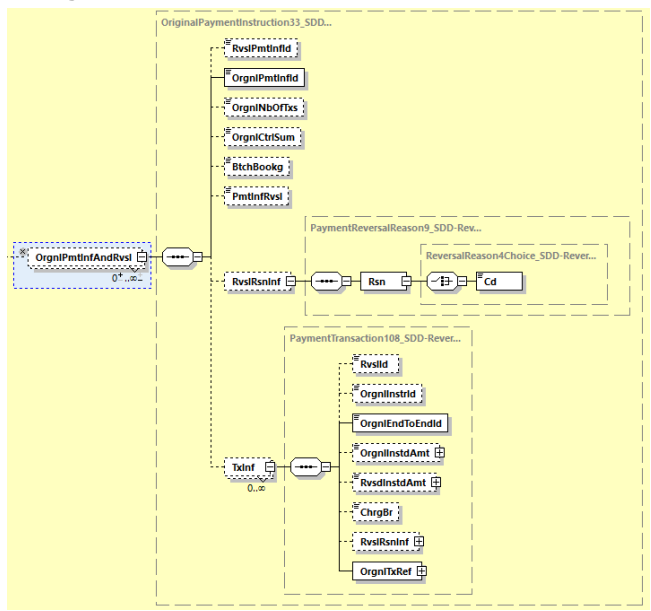 OriginalPaymentInstruction33_SDD...
RvslPmtInfId
OrgnlPmtInfId
OrgnlNbOfTxs
OrgnlCtrlSum
BtchBookg
PmtInfRvsl
OrgnlPmtInfAndRvsl
0..∞
PaymentReversalReason9_SDD-Rev...
ReversalReason4Choice_SDD-Rever...
RvslRsnInf
Rsn
Cd
PaymentTransaction108_SDD-Rever...
RvslId
OrgnlInstrId
OrgnlEndToEndId
OrgnlInstdAmt
TxInf
0..∞
RvsdInstdAmt
ChrgBr
RvslRsnInf
OrgnlTxRef